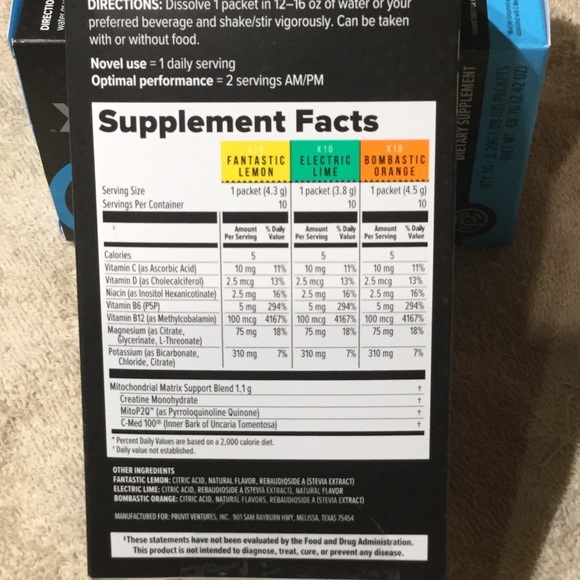 DIRECTIONS: Dissolve 1 packet in 12–16 oz of water or your
preferred beverage and shake/stir vigorously. Can be taken
with or without food.
Novel use = 1 daily serving
Optimal performance = 2 servings AM/PM
Supplement Facts
FANTASTIC LEMON X10 ELECTRIC LIME X10 BOMBASTIC ORANGE
Serving Size 1 packet (4.3 g) 1 packet (3.8 g) 1 packet (4.5 g)
Servings Per Container 10 10 10
Amount Per Serving % Daily Value Amount Per Serving % Daily Value Amount Per Serving % Daily Value
Calories 5 5 5
Vitamin C (as Ascorbic Acid) 10 mg 11% 10 mg 11% 10 mg 11%
Vitamin D (as Cholecalciferol) 2.5 mcg 13% 2.5 mcg 13% 2.5 mcg 13%
Niacin (as Inositol Hexanicotinate) 2.5 mg 16% 2.5 mg 16% 2.5 mg 16%
Vitamin B6 (P5P) 5 mg 294% 5 mg 294% 5 mg 294%
Vitamin B12 (as Methylcobalamin) 100 mcg 4167% 100 mcg 4167% 100 mcg 4167%
Magnesium (as Citrate, 75 mg 18% 75 mg 18% 75 mg 18%
Glycerinate, L-Threonate)
Potassium (as Bicarbonate, 310 mg 7% 310 mg 7% 310 mg 7%
Chloride, Citrate)
Mitochondrial Matrix Support Blend 1.1 g †
Creatine Monohydrate †
MitoPQQ™ (as Pyrroloquinoline Quinone) †
C-Med 100® (Inner Bark of Uncaria Tomentosa) †
* Percent Daily Values are based on a 2,000 calorie diet.
† Daily value not established.
OTHER INGREDIENTS
FANTASTIC LEMON: CITRIC ACID, NATURAL FLAVOR, REBAUDIOSIDE A (STEVIA EXTRACT)
ELECTRIC LIME: CITRIC ACID, REBAUDIOSIDE A (STEVIA EXTRACT), NATURAL FLAVOR
BOMBASTIC ORANGE: CITRIC ACID, NATURAL FLAVORS, REBAUDIOSIDE A (STEVIA EXTRACT)
MANUFACTURED FOR: PRUVIT VENTURES, INC. 901 SAM RAYBURN HWY, MELISSA, TEXAS 75454
‡These statements have not been evaluated by the Food and Drug Administration.
This product is not intended to diagnose, treat, cure, or prevent any disease.
DIETARY SUPPLEMENT